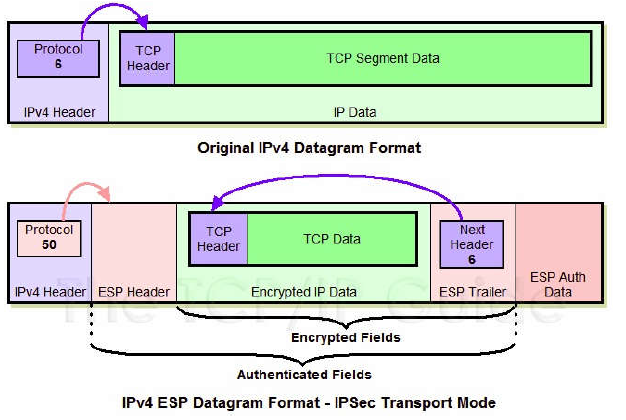 Protocol
6
TCP
Header
TCP Segment Data
IPv4 Header
IP Data
Original IPv4 Datagram Format
Protocol
50
TCP
Header
TCP Data
Next
Header
6
IPv4 Header
ESP Header
Encrypted IP Data
ESP Trailer
ESP Auth
Data
The TCP/IP Guide
Encrypted Fields
Authenticated Fields
IPv4 ESP Datagram Format - IPSec Transport Mode